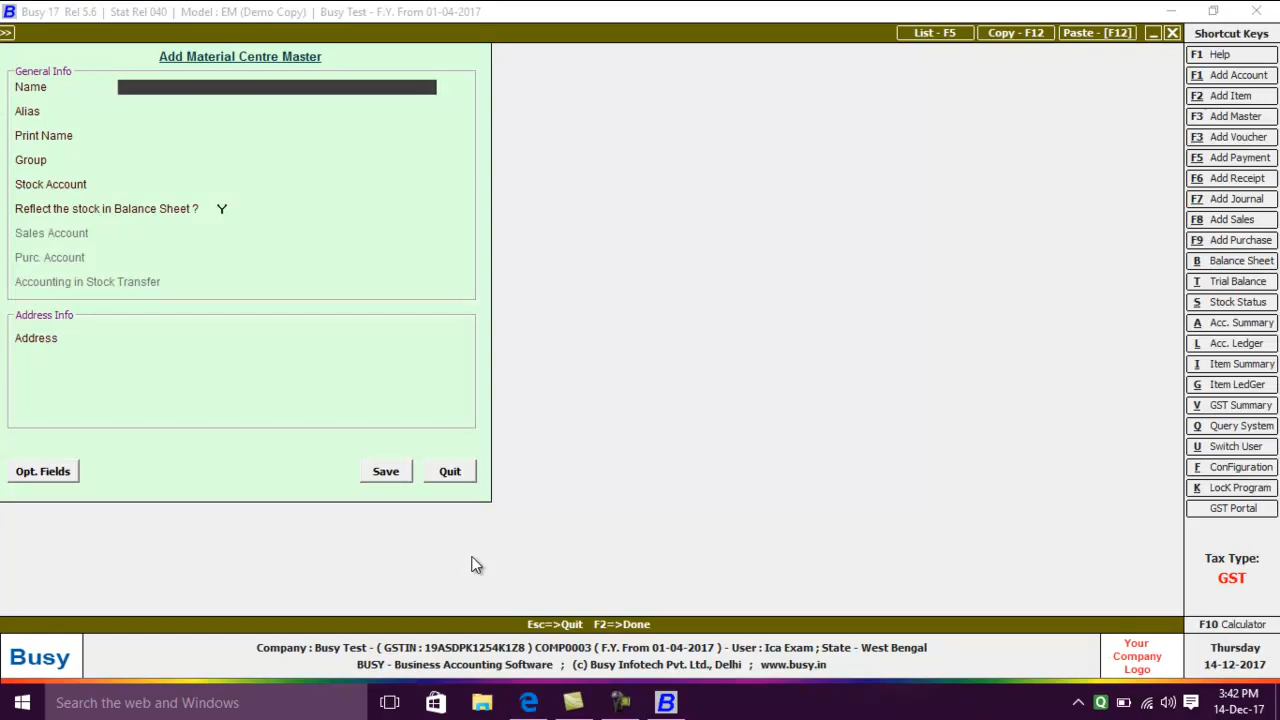 Busy 17 Rel 5.6 | Stat Rel 040 | Model : EM (Demo Copy) | Busy Test - F.Y. From 01-04-2017
>>
List - F5
Copy - F12
Paste - [F12]
Shortcut Keys
Add Material Centre Master
General Info
Name
Alias
Print Name
Group
Stock Account
Reflect the stock in Balance Sheet ? Y
Sales Account
Purc. Account
Accounting in Stock Transfer
Address Info
Address
Opt. Fields
Save
Quit
F1 Help
F1 Add Account
F2 Add Item
F3 Add Master
F3 Add Voucher
F5 Add Payment
F6 Add Receipt
F7 Add Journal
F8 Add Sales
F9 Add Purchase
B Balance Sheet
T Trial Balance
S Stock Status
A Acc. Summary
L Acc. Ledger
I Item Summary
G Item LedGer
V GST Summary
Q Query System
U Switch User
F ConFiguration
K LocK Program
GST Portal
Tax Type:
GST
Esc=>Quit F2=>Done
F10 Calculator
Busy
Company : Busy Test - ( GSTIN : 19ASDPK1254K1Z8 ) COMP0003 ( F.Y. From 01-04-2017 ) - User : Ica Exam ; State - West Bengal
BUSY - Business Accounting Software ; (c) Busy Infotech Pvt. Ltd., Delhi ; www.busy.in
Your
Company
Logo
Thursday
14-12-2017
Search the web and Windows
3:42 PM
14-Dec-17